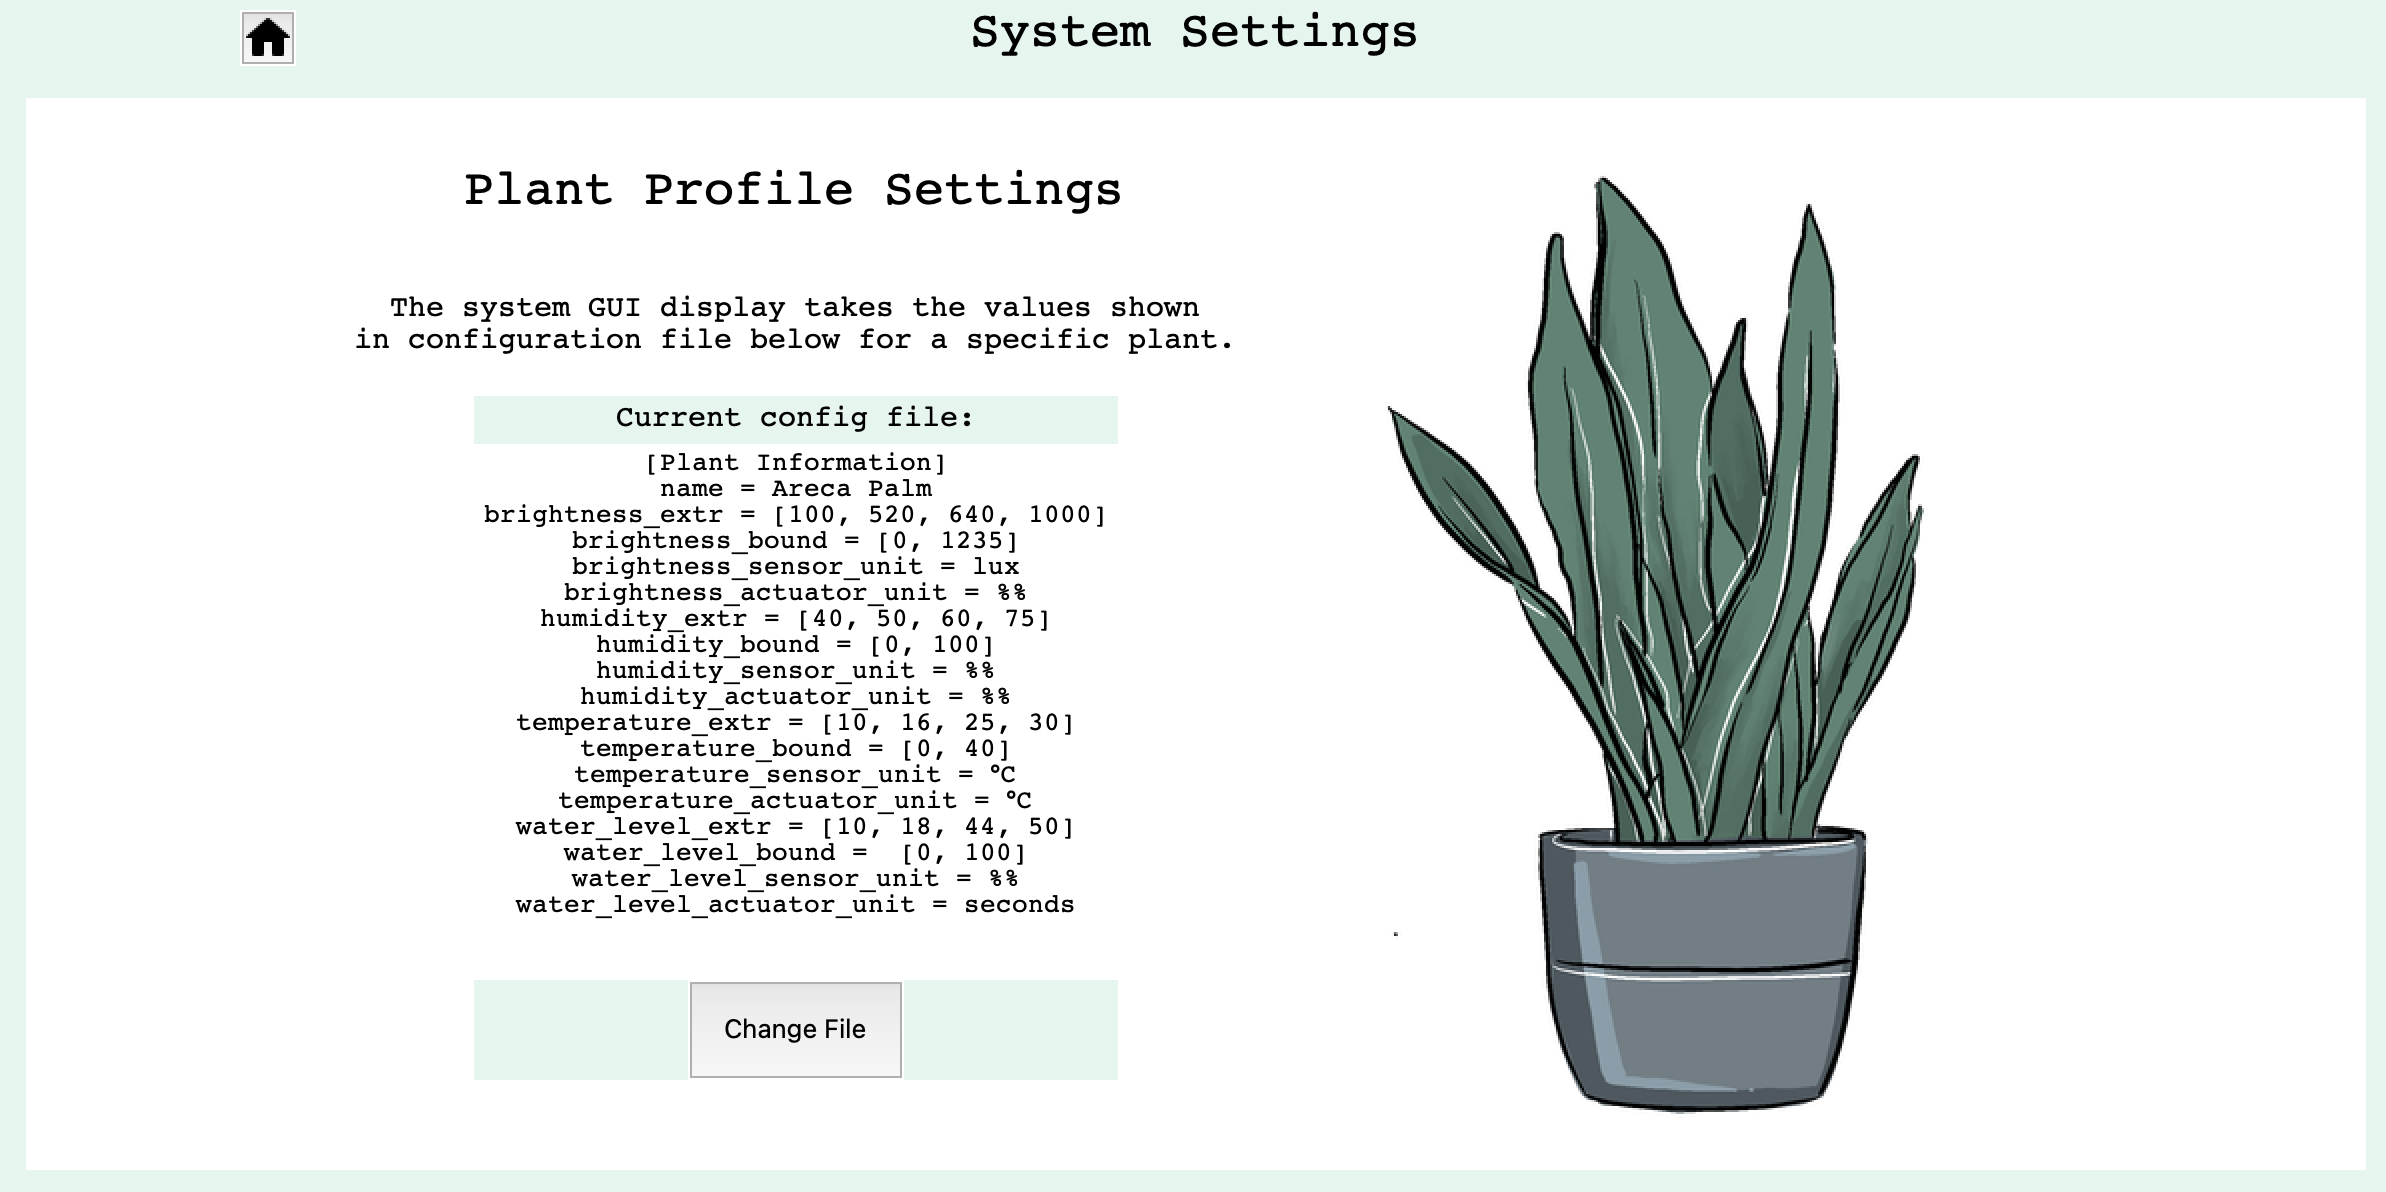 System Settings
Plant Profile Settings
The system GUI display takes the values shown
in configuration file below for a specific plant.
Current config file:
[Plant Information]
name = Areca Palm
brightness_extr = [100, 520, 640, 1000]
brightness_bound = [0, 1235]
brightness_sensor_unit = lux
brightness_actuator_unit = %%
humidity_extr = [40, 50, 60, 75]
humidity_bound = [0, 100]
humidity_sensor_unit = %%
humidity_actuator_unit = %%
temperature_extr = [10, 16, 25, 30]
temperature_bound = [0, 40]
temperature_sensor_unit = °C
temperature_actuator_unit = °C
water_level_extr = [10, 18, 44, 50]
water_level_bound =  [0, 100]
water_level_sensor_unit = %%
water_level_actuator_unit = seconds
Change File